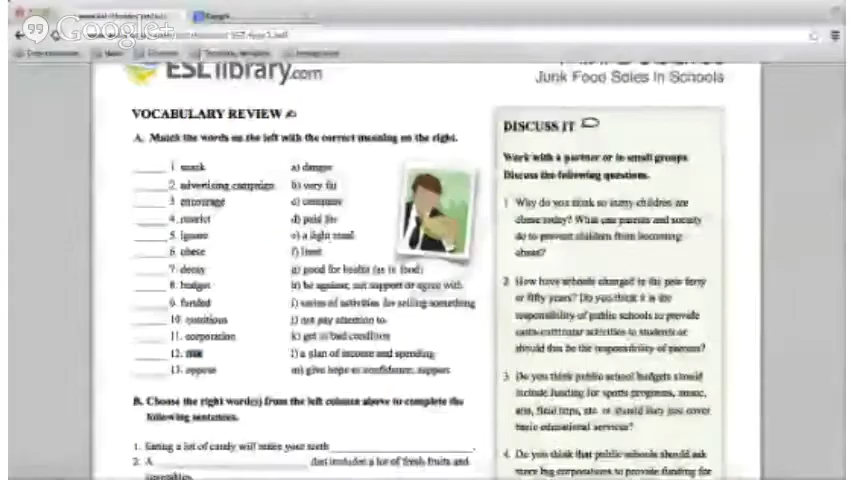 Google+
ESLlibrary.com
Junk Food Sales In Schools
VOCABULARY REVIEW
A. Match the words on the left with the correct meaning on the right.
1. snack a) danger
2. advertising campaign b) very fat
3. encourage c) company
4. restrict d) paid for
5. ignore e) a light meal
6. obese f) limit
7. decay g) good for health (as in food)
8. budget h) be against, not support or agree with
9. funded i) series of activities for selling something
10. nutritious j) not pay attention to
11. corporation k) get in bad condition
12. risk l) a plan of income and spending
13. oppose m) give hope or confidence, support
B. Choose the right word(s) from the left column above to complete the
following sentences.
1. Eating a lot of candy will make your teeth
2. A that includes a lot of fresh fruits and
vegetables
DISCUSS IT
Work with a partner or in small groups
Discuss the following questions.
1 Why do you think so many children are
obese today? What can parents and society
do to prevent children from becoming
obese?
2 How have schools changed in the past forty
or fifty years? Do you think it is the
responsibility of public schools to provide
extra-curricular activities to students or
should this be the responsibility of parents?
3 Do you think public school budgets should
include funding for sports programs, music,
arts, field trips, etc. or should they just cover
basic educational services?
4 Do you think that public schools should ask
more big corporations to provide funding for